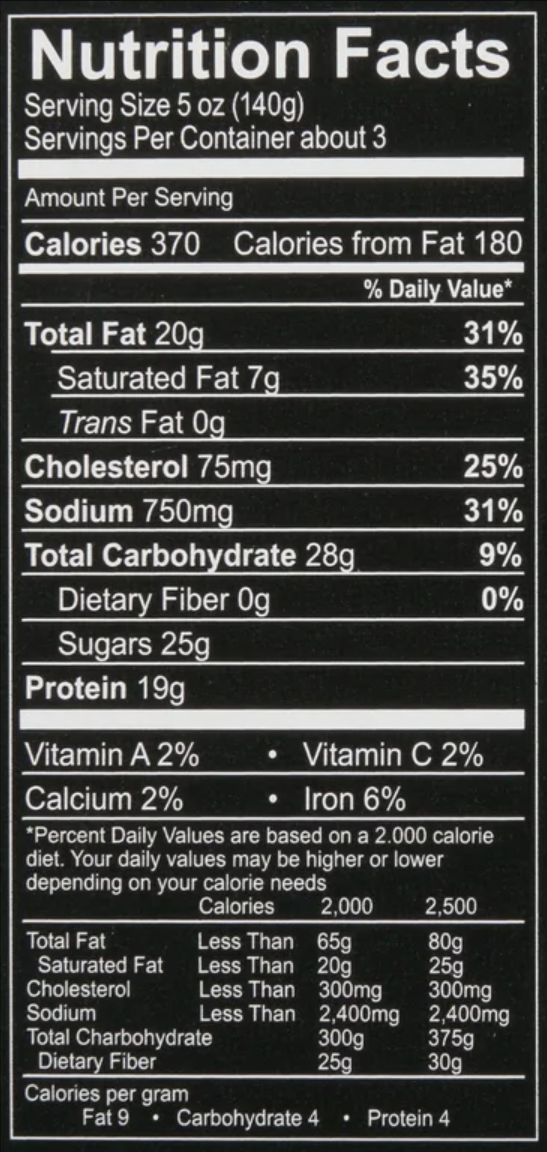 Nutrition Facts
Serving Size 5 oz (140g)
Servings Per Container about 3
Amount Per Serving
Calories 370 Calories from Fat 180
% Daily Value*
Total Fat 20g 31%
Saturated Fat 7g 35%
Trans Fat 0g
Cholesterol 75mg 25%
Sodium 750mg 31%
Total Carbohydrate 28g 9%
Dietary Fiber 0g 0%
Sugars 25g
Protein 19g
Vitamin A 2% • Vitamin C 2%
Calcium 2% • Iron 6%
*Percent Daily Values are based on a 2.000 calorie
diet. Your daily values may be higher or lower
depending on your calorie needs
Calories 2,000 2,500
Total Fat Less Than 65g 80g
Saturated Fat Less Than 20g 25g
Cholesterol Less Than 300mg 300mg
Sodium Less Than 2,400mg 2,400mg
Total Charbohydrate 300g 375g
Dietary Fiber 25g 30g
Calories per gram
Fat 9 • Carbohydrate 4 • Protein 4